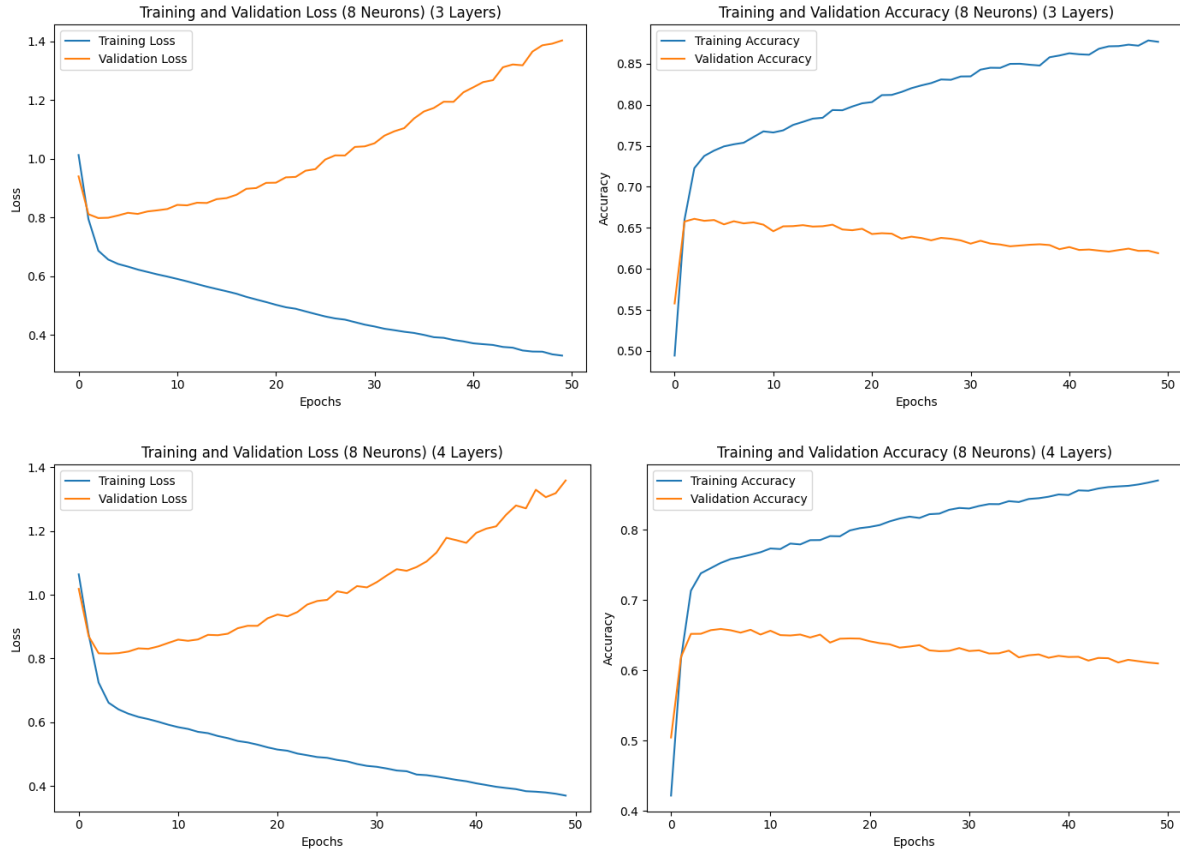 Training and Validation Loss (8 Neurons) (3 Layers)
Training Loss
Validation Loss
1.4
1.2
1.0
0.8
0.6
0.4
Loss
0 10 20 30 40 50
Epochs
Training and Validation Accuracy (8 Neurons) (3 Layers)
Training Accuracy
Validation Accuracy
0.85
0.80
0.75
0.70
0.65
0.60
0.55
0.50
Accuracy
0 10 20 30 40 50
Epochs
Training and Validation Loss (8 Neurons) (4 Layers)
Training Loss
Validation Loss
1.4
1.2
1.0
0.8
0.6
0.4
Loss
0 10 20 30 40 50
Epochs
Training and Validation Accuracy (8 Neurons) (4 Layers)
Training Accuracy
Validation Accuracy
0.8
0.7
0.6
0.5
0.4
Accuracy
0 10 20 30 40 50
Epochs